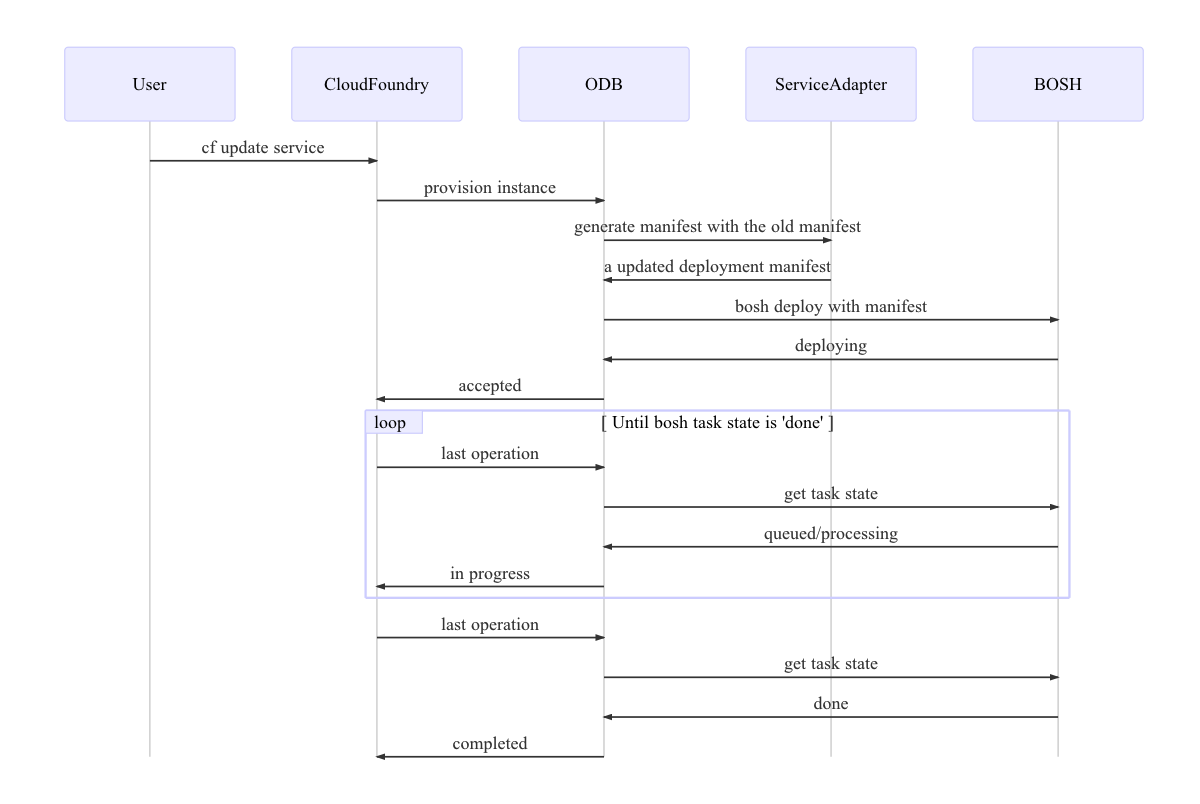 User
CloudFoundry
ODB
ServiceAdapter
BOSH
cf update service
provision instance
generate manifest with the old manifest
a updated deployment manifest
bosh deploy with manifest
deploying
accepted
loop
[ Until bosh task state is 'done' ]
last operation
get task state
queued/processing
in progress
last operation
get task state
done
completed